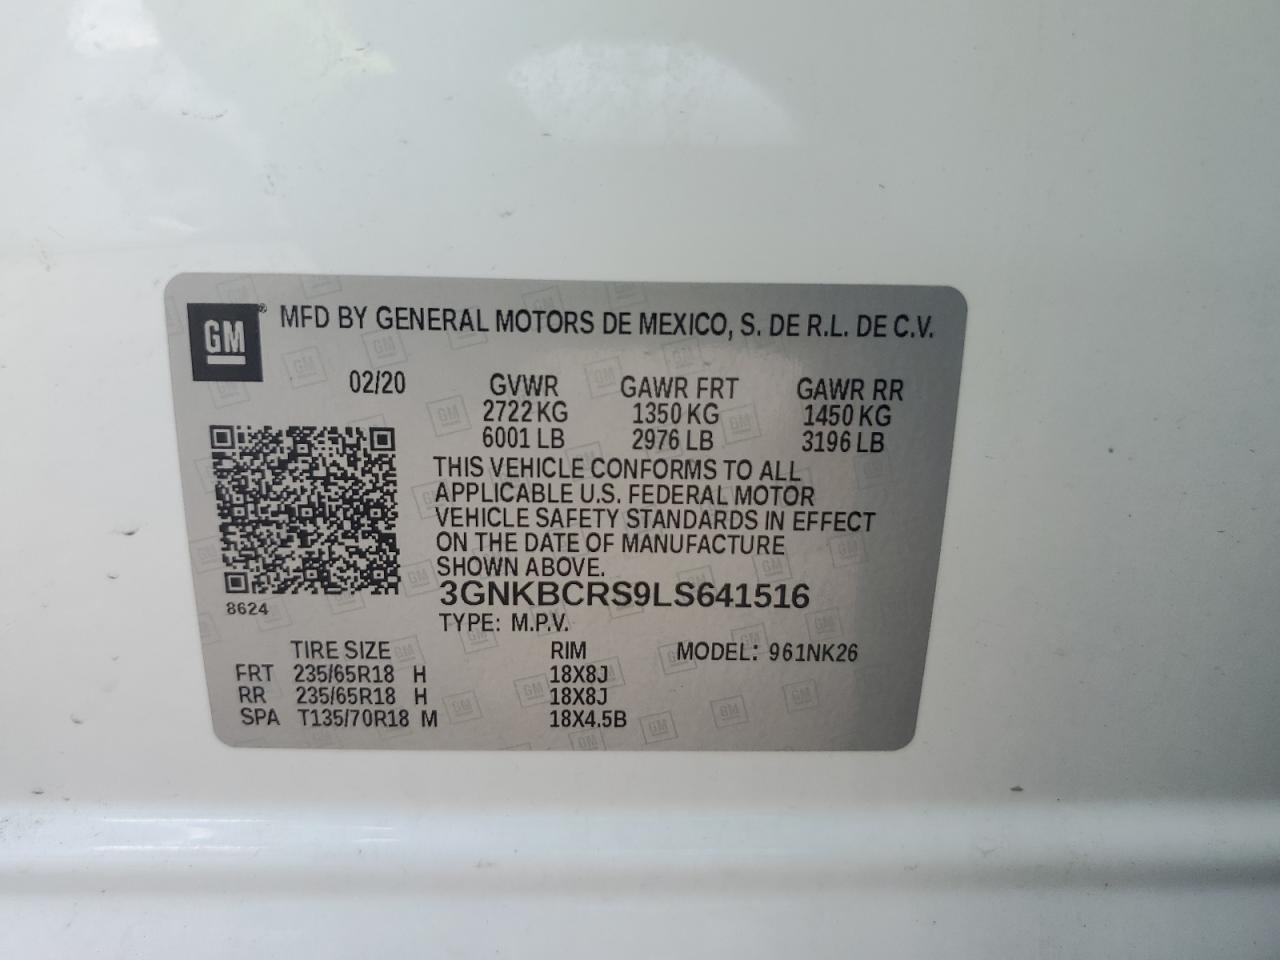 GM® MFD BY GENERAL MOTORS DE MEXICO, S. DE R.L. DE C.V.
02/20 GVWR GAWR FRT GAWR RR
2722 KG 1350 KG 1450 KG
6001 LB 2976 LB 3196 LB
THIS VEHICLE CONFORMS TO ALL
APPLICABLE U.S. FEDERAL MOTOR
VEHICLE SAFETY STANDARDS IN EFFECT
ON THE DATE OF MANUFACTURE
SHOWN ABOVE.
3GNKBCRS9LS641516
8624
TYPE: M.P.V.
TIRE SIZE RIM MODEL: 961NK26
FRT 235/65R18 H 18X8J
RR 235/65R18 H 18X8J
SPA T135/70R18 M 18X4.5B